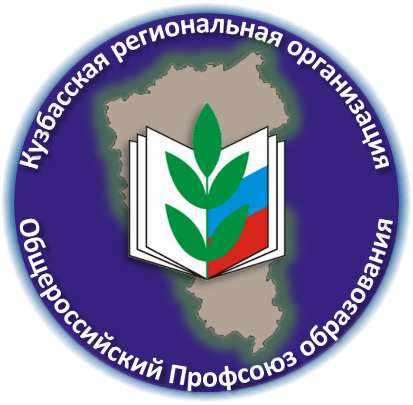 Кузбасская региональная организация
Общероссийский Профсоюз образования